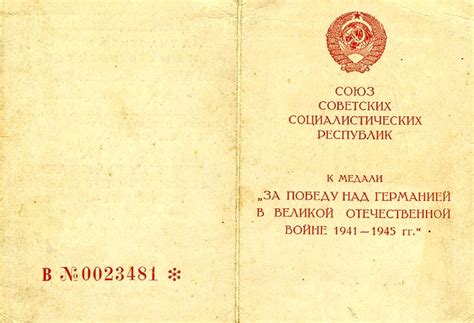 В №0023481 *
СОЮЗ
СОВЕТСКИХ
СОЦИАЛИСТИЧЕСКИХ
РЕСПУБЛИК
К МЕДАЛИ
„ЗА ПОБЕДУ НАД ГЕРМАНИЕЙ
В ВЕЛИКОЙ ОТЕЧЕСТВЕННОЙ
ВОЙНЕ 1941—1945 гг.“